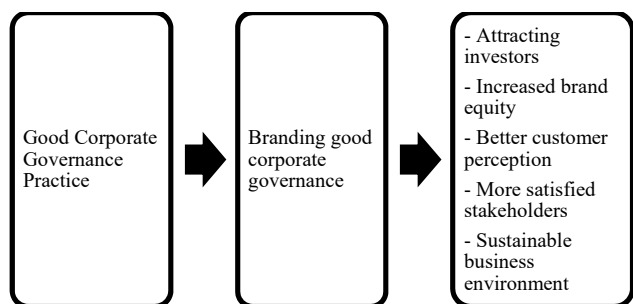 Good Corporate
Governance
Practice
Branding good
corporate
governance
- Attracting
investors
- Increased brand
equity
- Better customer
perception
- More satisfied
stakeholders
- Sustainable
business
environment